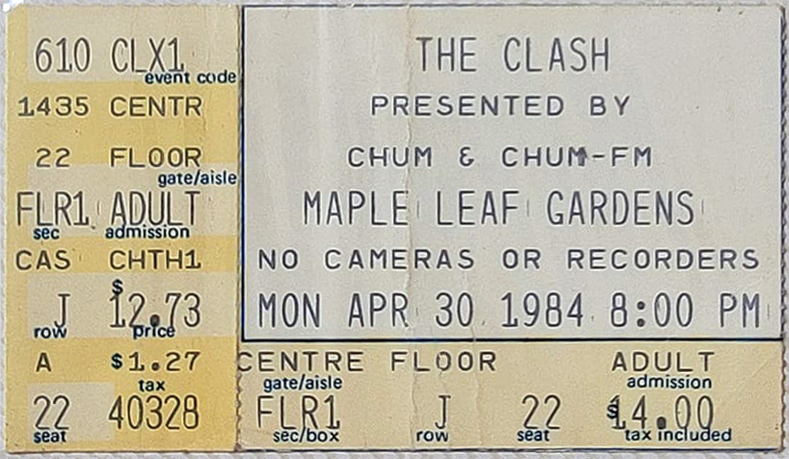 610 CLX1
event code
1435 CENTR
22 FLOOR
gate/aisle
FLR1 ADULT
sec admission
CAS CHTH1
J $12.73
row price
A $1.27
tax
22 40328
seat
THE CLASH
PRESENTED BY
CHUM & CHUM-FM
MAPLE LEAF GARDENS
NO CAMERAS OR RECORDERS
MON APR 30 1984 8:00 PM
CENTRE FLOOR ADULT
gate/aisle admission
FLR1 J 22 $14.00
sec/box row seat tax included